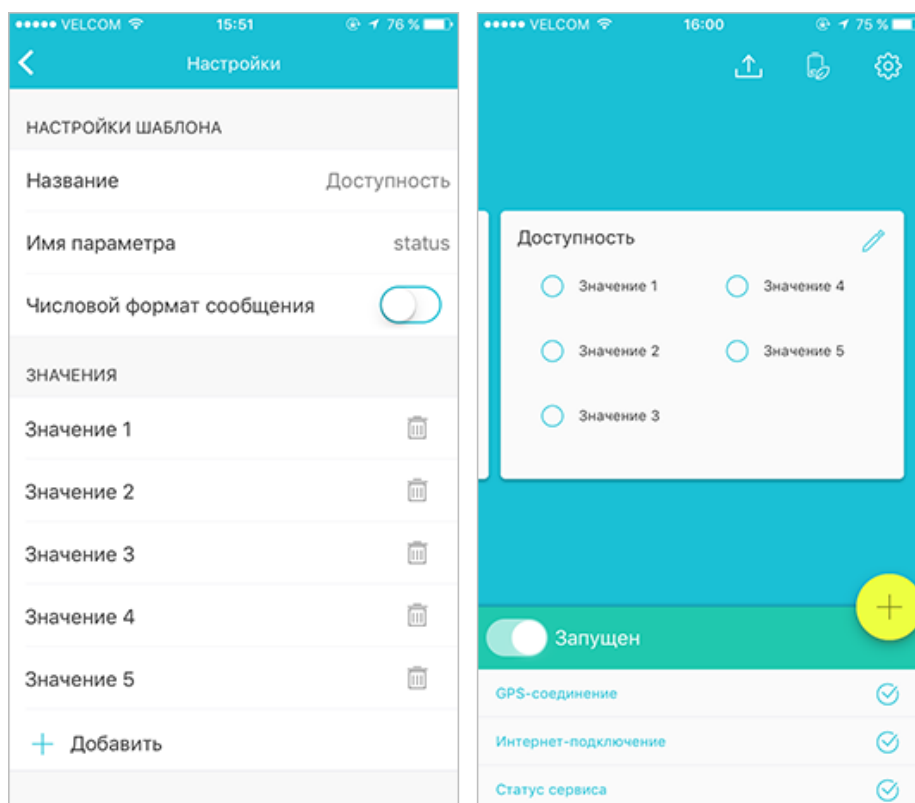 VELCOM 15:51 76 %
Настройки
НАСТРОЙКИ ШАБЛОНА
Название Доступность
Имя параметра status
Числовой формат сообщения
ЗНАЧЕНИЯ
Значение 1
Значение 2
Значение 3
Значение 4
Значение 5
+ Добавить
VELCOM 16:00 75 %
Доступность
Значение 1 Значение 4
Значение 2 Значение 5
Значение 3
+
Запущен
GPS-соединение
Интернет-подключение
Статус сервиса